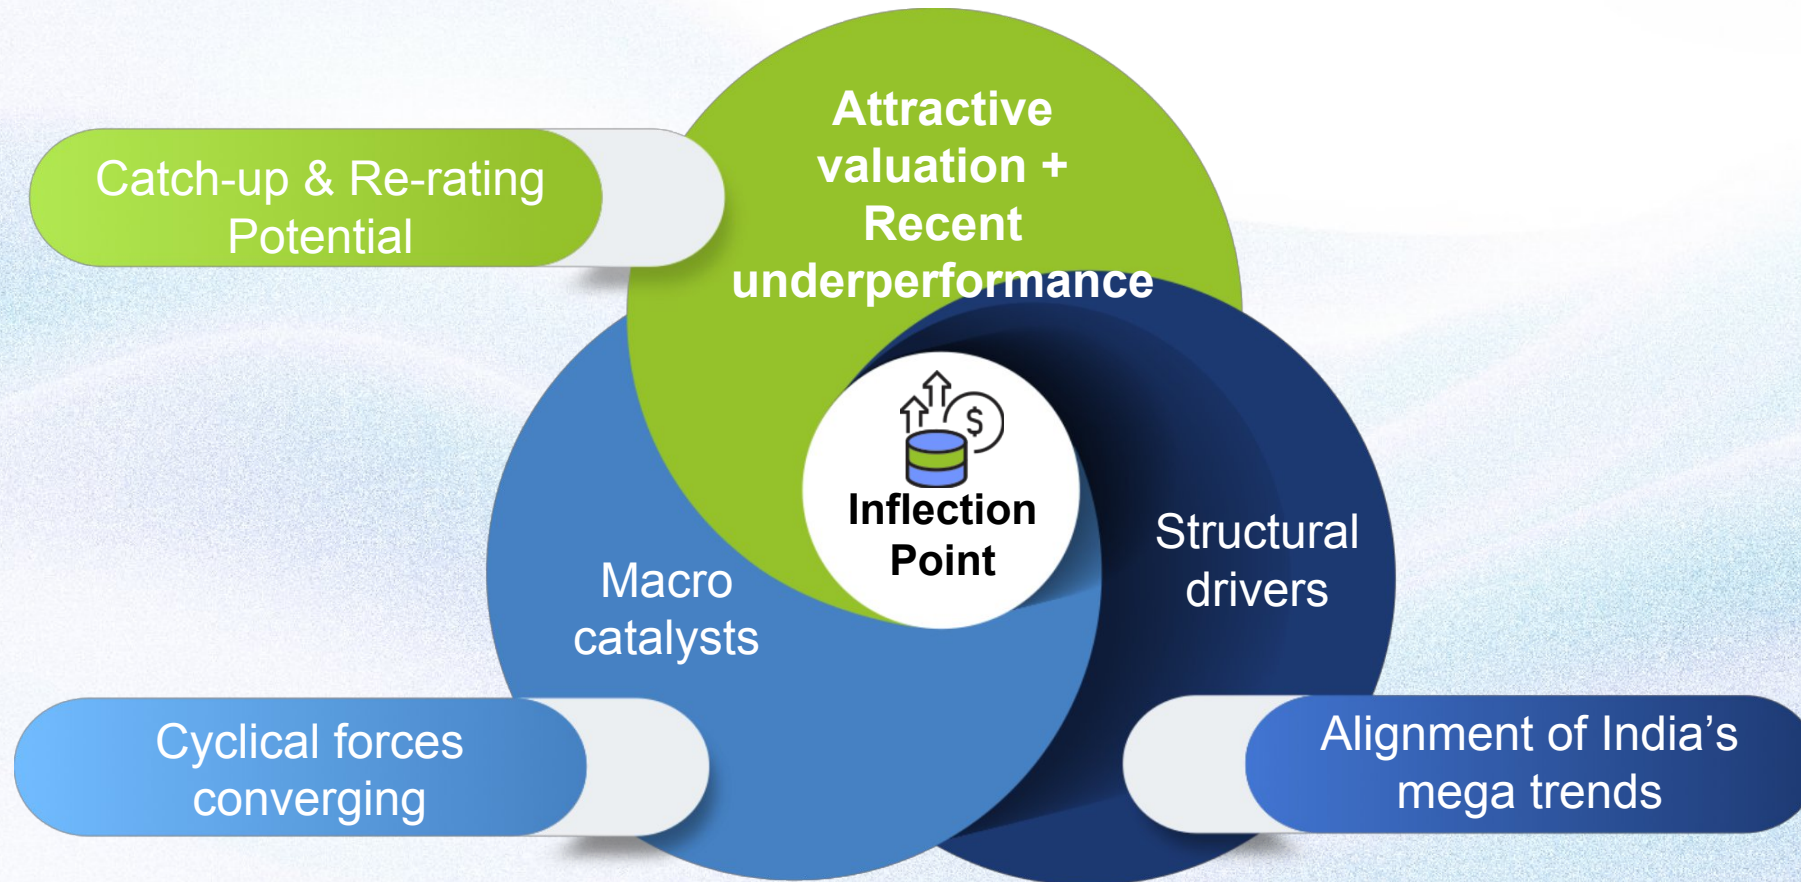 Attractive
valuation +
Recent
underperformance
Catch-up & Re-rating
Potential
$
Inflection
Point
Structural
drivers
Macro
catalysts
Cyclical forces
converging
Alignment of India’s
mega trends